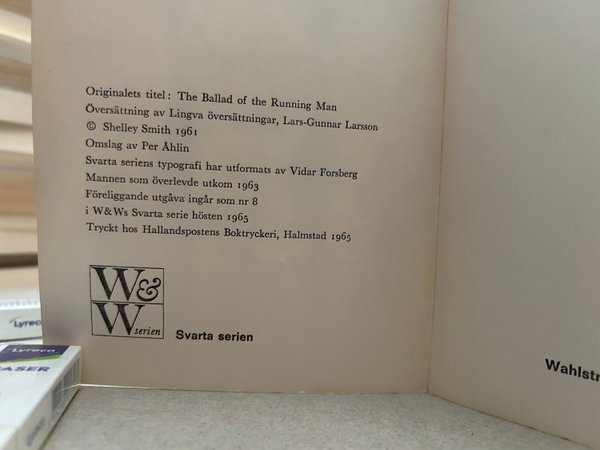 Originalets titel: The Ballad of the Running Man
Översättning av Lingva översättningar, Lars-Gunnar Larsson
© Shelley Smith 1961
Omslag av Per Åhlin
Svarta seriens typografi har utformats av Vidar Forsberg
Mannen som överlevde utkom 1963
Föreliggande utgåva ingår som nr 8
i W&Ws Svarta serie hösten 1965
Tryckt hos Hallandspostens Boktryckeri, Halmstad 1965
W&
W serien
Svarta serien
Lyreco
Lyreco